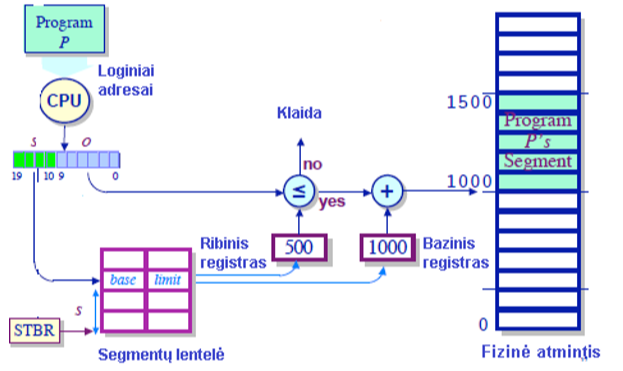 Program
P
Loginiai
adresai
CPU
s
o
19
10
9
0
Klaida
no
≤
yes
+
1500
Program
P's
Segment
1000
0
Ribinis
registras
500
1000
Bazinis
registras
base
limit
s
STBR
Segmentų lentelė
Fizinė atmintis